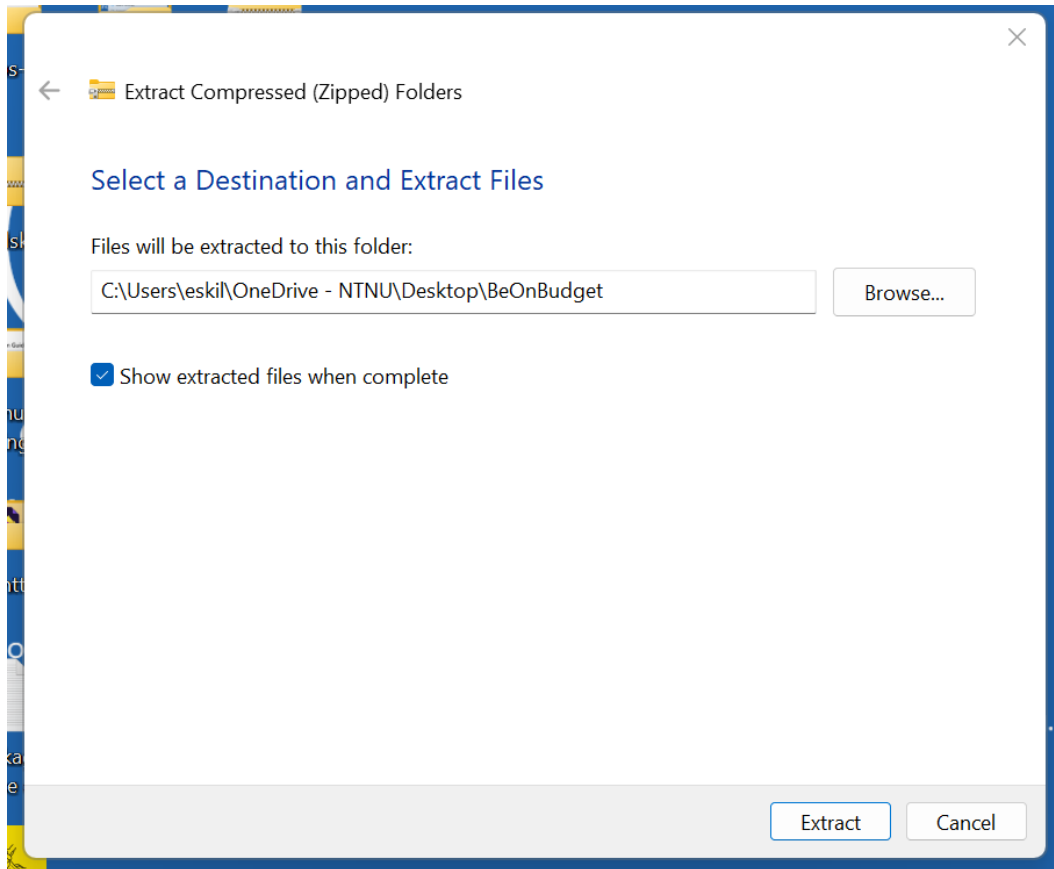 Extract Compressed (Zipped) Folders
Select a Destination and Extract Files
Files will be extracted to this folder:
C:\Users\eskil\OneDrive - NTNU\Desktop\BeOnBudget
Browse...
Show extracted files when complete
Extract
Cancel